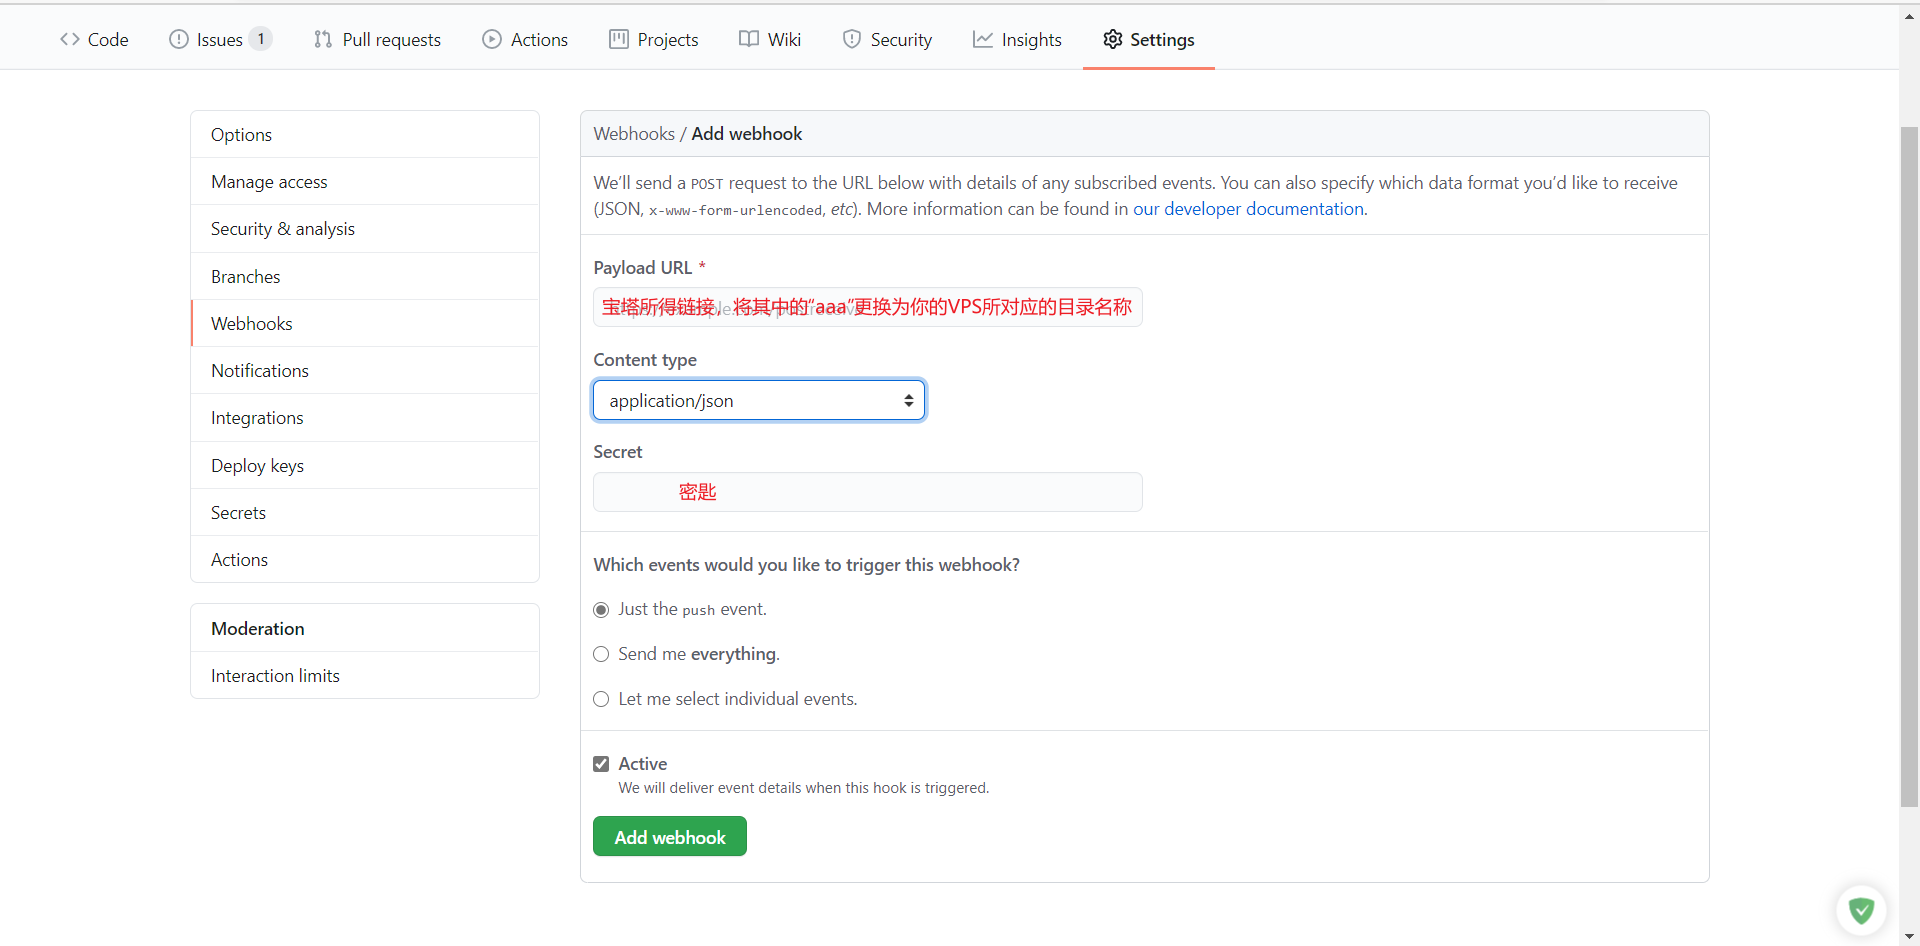 Code Issues 1 Pull requests Actions Projects Wiki Security Insights Settings
Options
Manage access
Security & analysis
Branches
Webhooks
Notifications
Integrations
Deploy keys
Secrets
Actions
Moderation
Interaction limits
Webhooks / Add webhook
We’ll send a POST request to the URL below with details of any subscribed events. You can also specify which data format you’d like to receive
(JSON, x-www-form-urlencoded, etc). More information can be found in our developer documentation.
Payload URL *
宝塔所得链接，将其中的“aaa”更换为你的VPS所对应的目录名称
Content type
application/json
Secret
密匙
Which events would you like to trigger this webhook?
Just the push event.
Send me everything.
Let me select individual events.
Active
We will deliver event details when this hook is triggered.
Add webhook